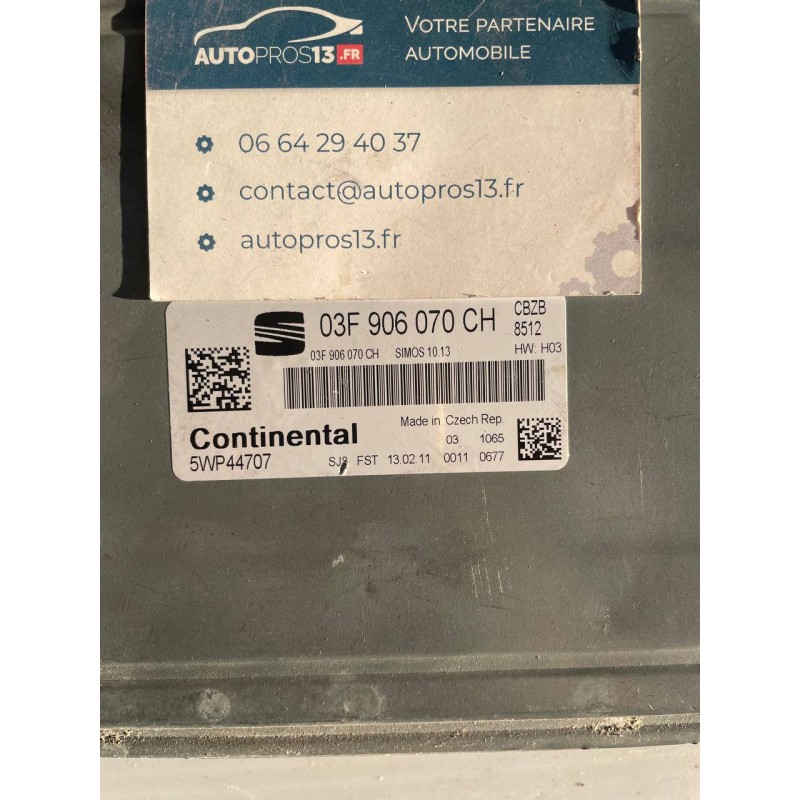 VOTRE PARTENAIRE
AUTOMOBILE
AUTOPROS13.FR
06 64 29 40 37
contact@autopros13.fr
autopros13.fr
03F 906 070 CH
CBZB
8512
03F 906 070 CH SIMOS 10.13
HW: H03
Made in Czech Rep.
Continental
03 1065
5WP44707
FST 13.02.11 0011 0677